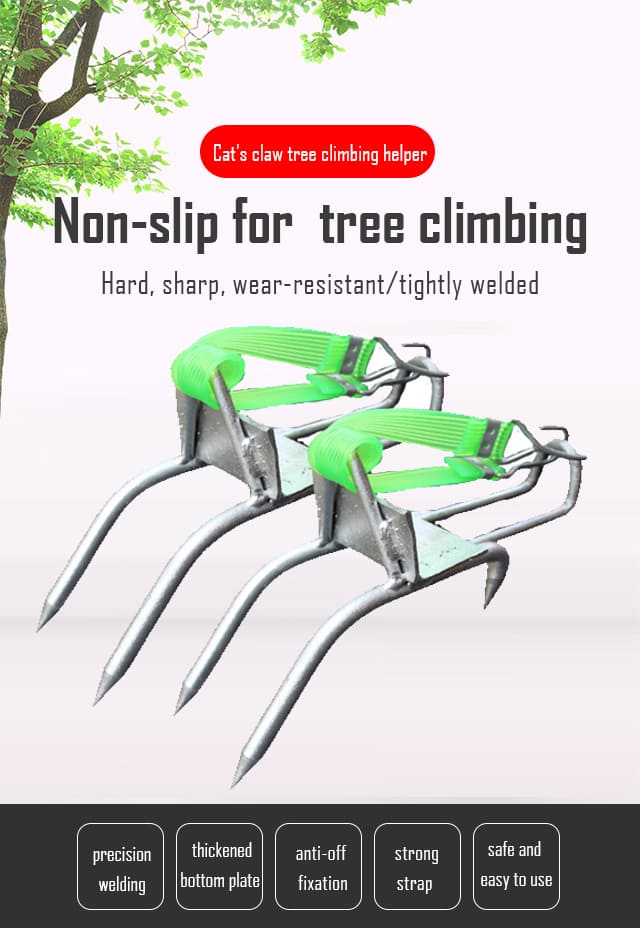 Cat's claw tree climbing helper
Non-slip for tree climbing
Hard, sharp, wear-resistant/tightly welded
precision
welding
thickened
bottom plate
anti-off
fixation
strong
strap
safe and
easy to use